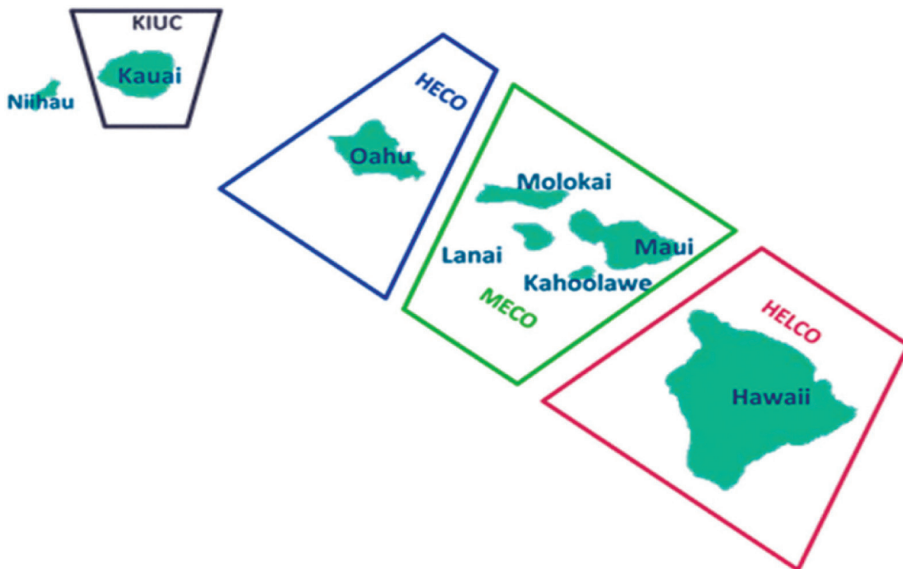 KIUC
Kauai
Niihau
HECO
Oahu
Molokai
Lanai
Maui
Kahoolawe
MECO
HELCO
Hawaii